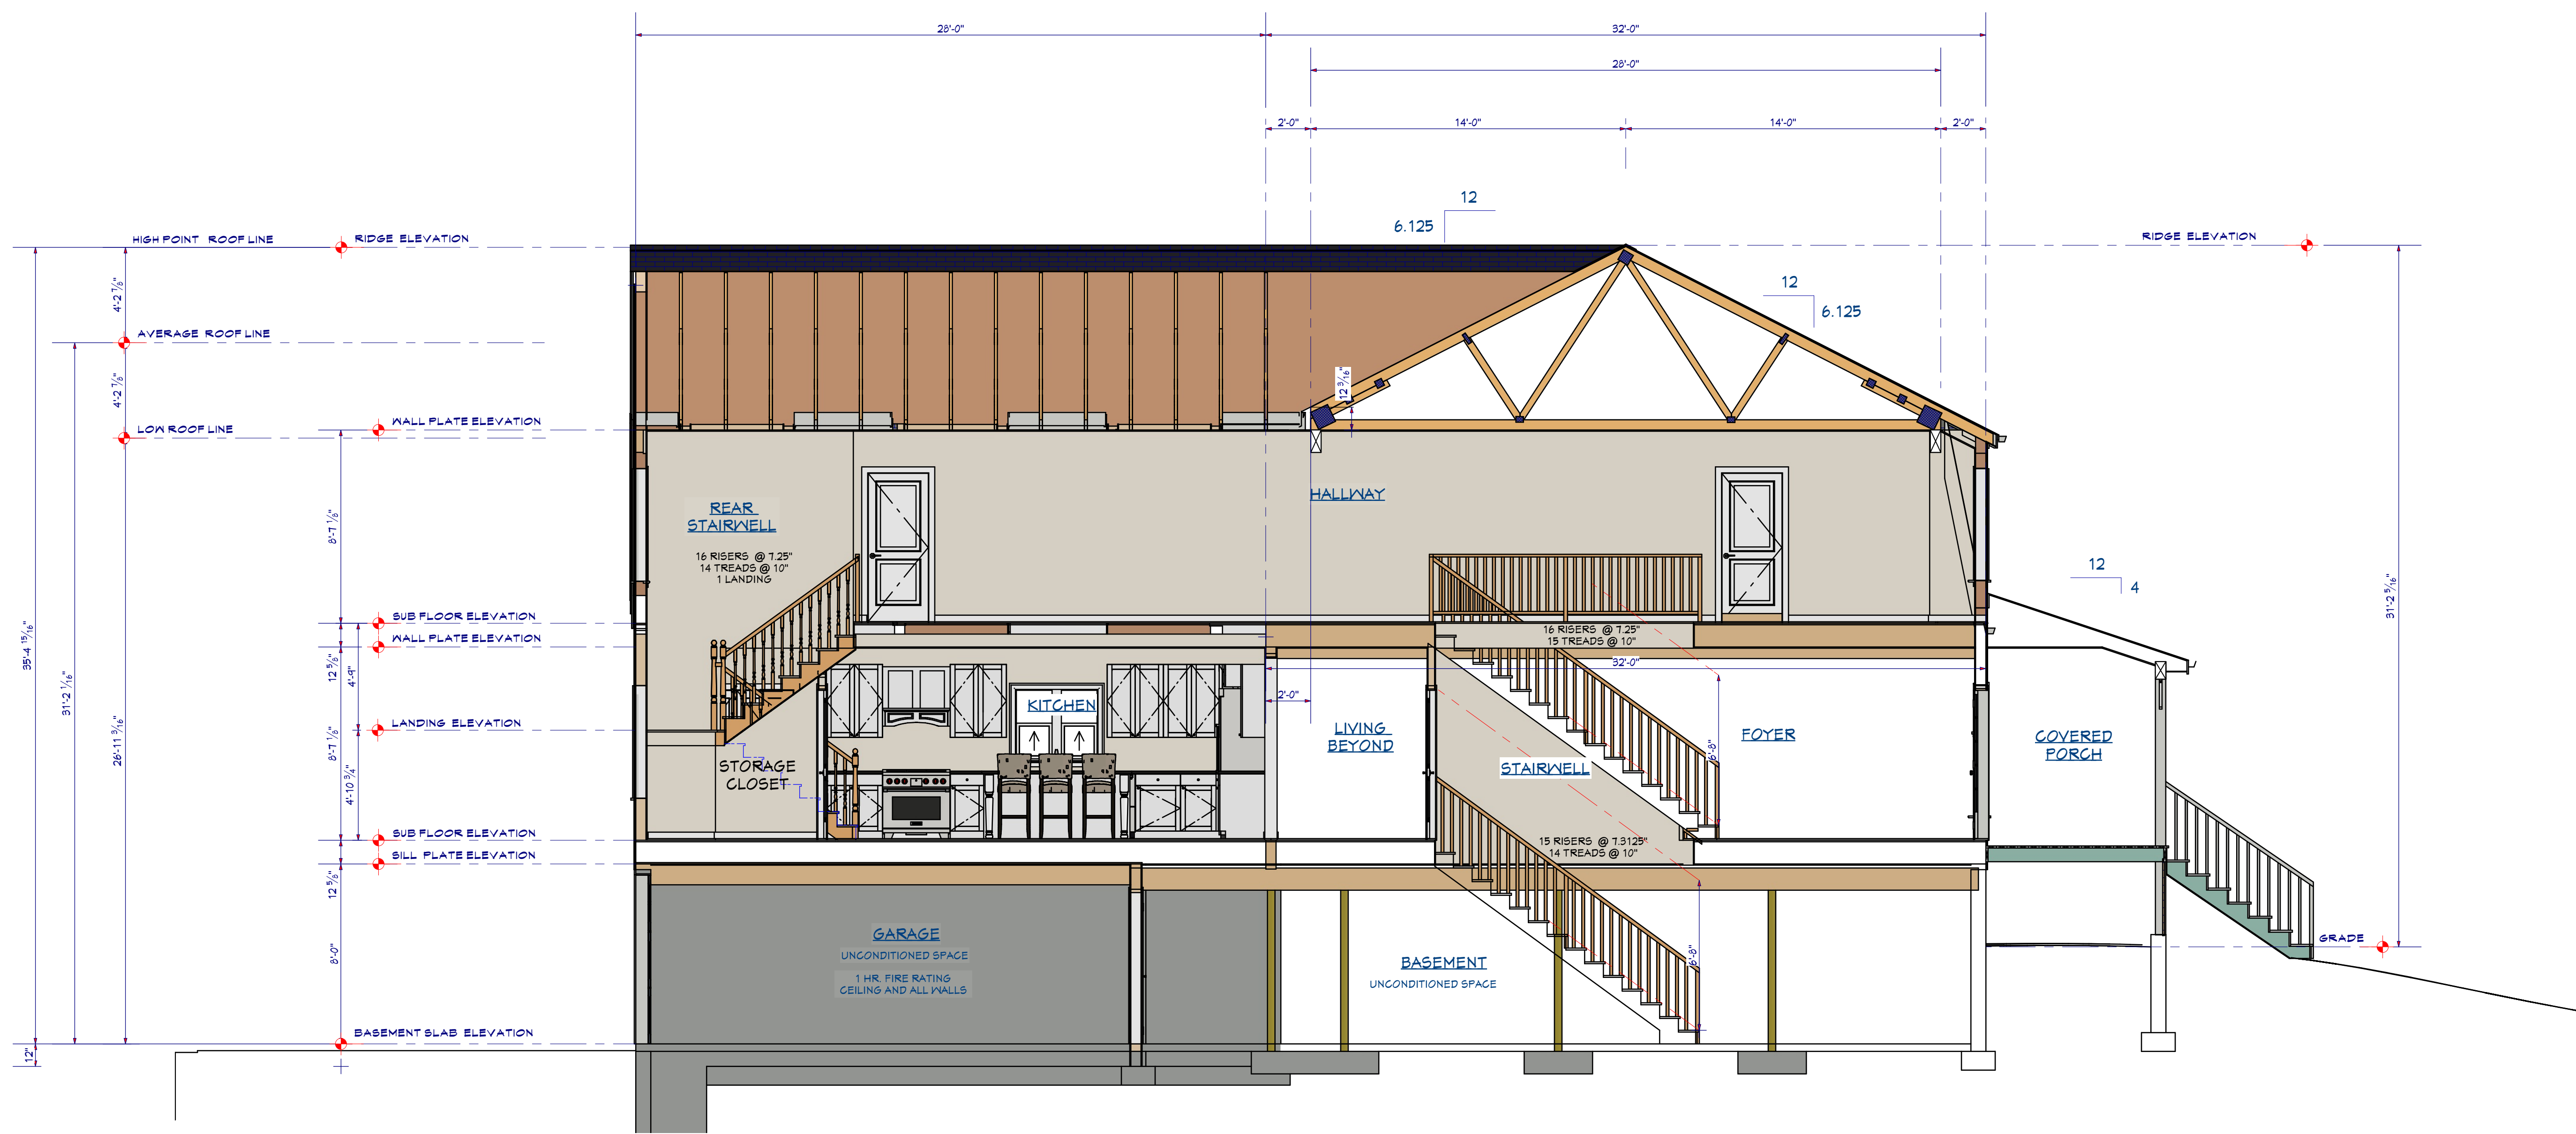 28'-0" 32'-0"
28'-0"
2'-0" 14'-0" 14'-0" 2'-0"
12
6.125
HIGH POINT ROOF LINE
RIDGE ELEVATION
RIDGE ELEVATION
12
6.125
4'-2 7/8"
AVERAGE ROOF LINE
4'-2 7/8"
LOW ROOF LINE
WALL PLATE ELEVATION
12 3/16"
REAR
STAIRWELL
16 RISERS @ 7.25"
14 TREADS @ 10"
1 LANDING
HALLWAY
8'-7 1/8"
12
4
31'-2 5/16"
SUB FLOOR ELEVATION
WALL PLATE ELEVATION
16 RISERS @ 7.25"
15 TREADS @ 10"
32'-0"
2'-0"
35'-4 15/16"
31'-2 1/16"
26'-11 3/16"
12 5/8"
4'-9"
LANDING ELEVATION
8'-7 1/8"
4'-10 3/4"
KITCHEN
STORAGE
CLOSET
LIVING
BEYOND
STAIRWELL
FOYER
6'-8"
COVERED
PORCH
SUB FLOOR ELEVATION
SILL PLATE ELEVATION
15 RISERS @ 7.3125"
14 TREADS @ 10"
12 5/8"
8'-0"
GARAGE
UNCONDITIONED SPACE
1 HR. FIRE RATING
CEILING AND ALL WALLS
BASEMENT
UNCONDITIONED SPACE
6'-8"
GRADE
BASEMENT SLAB ELEVATION
12"